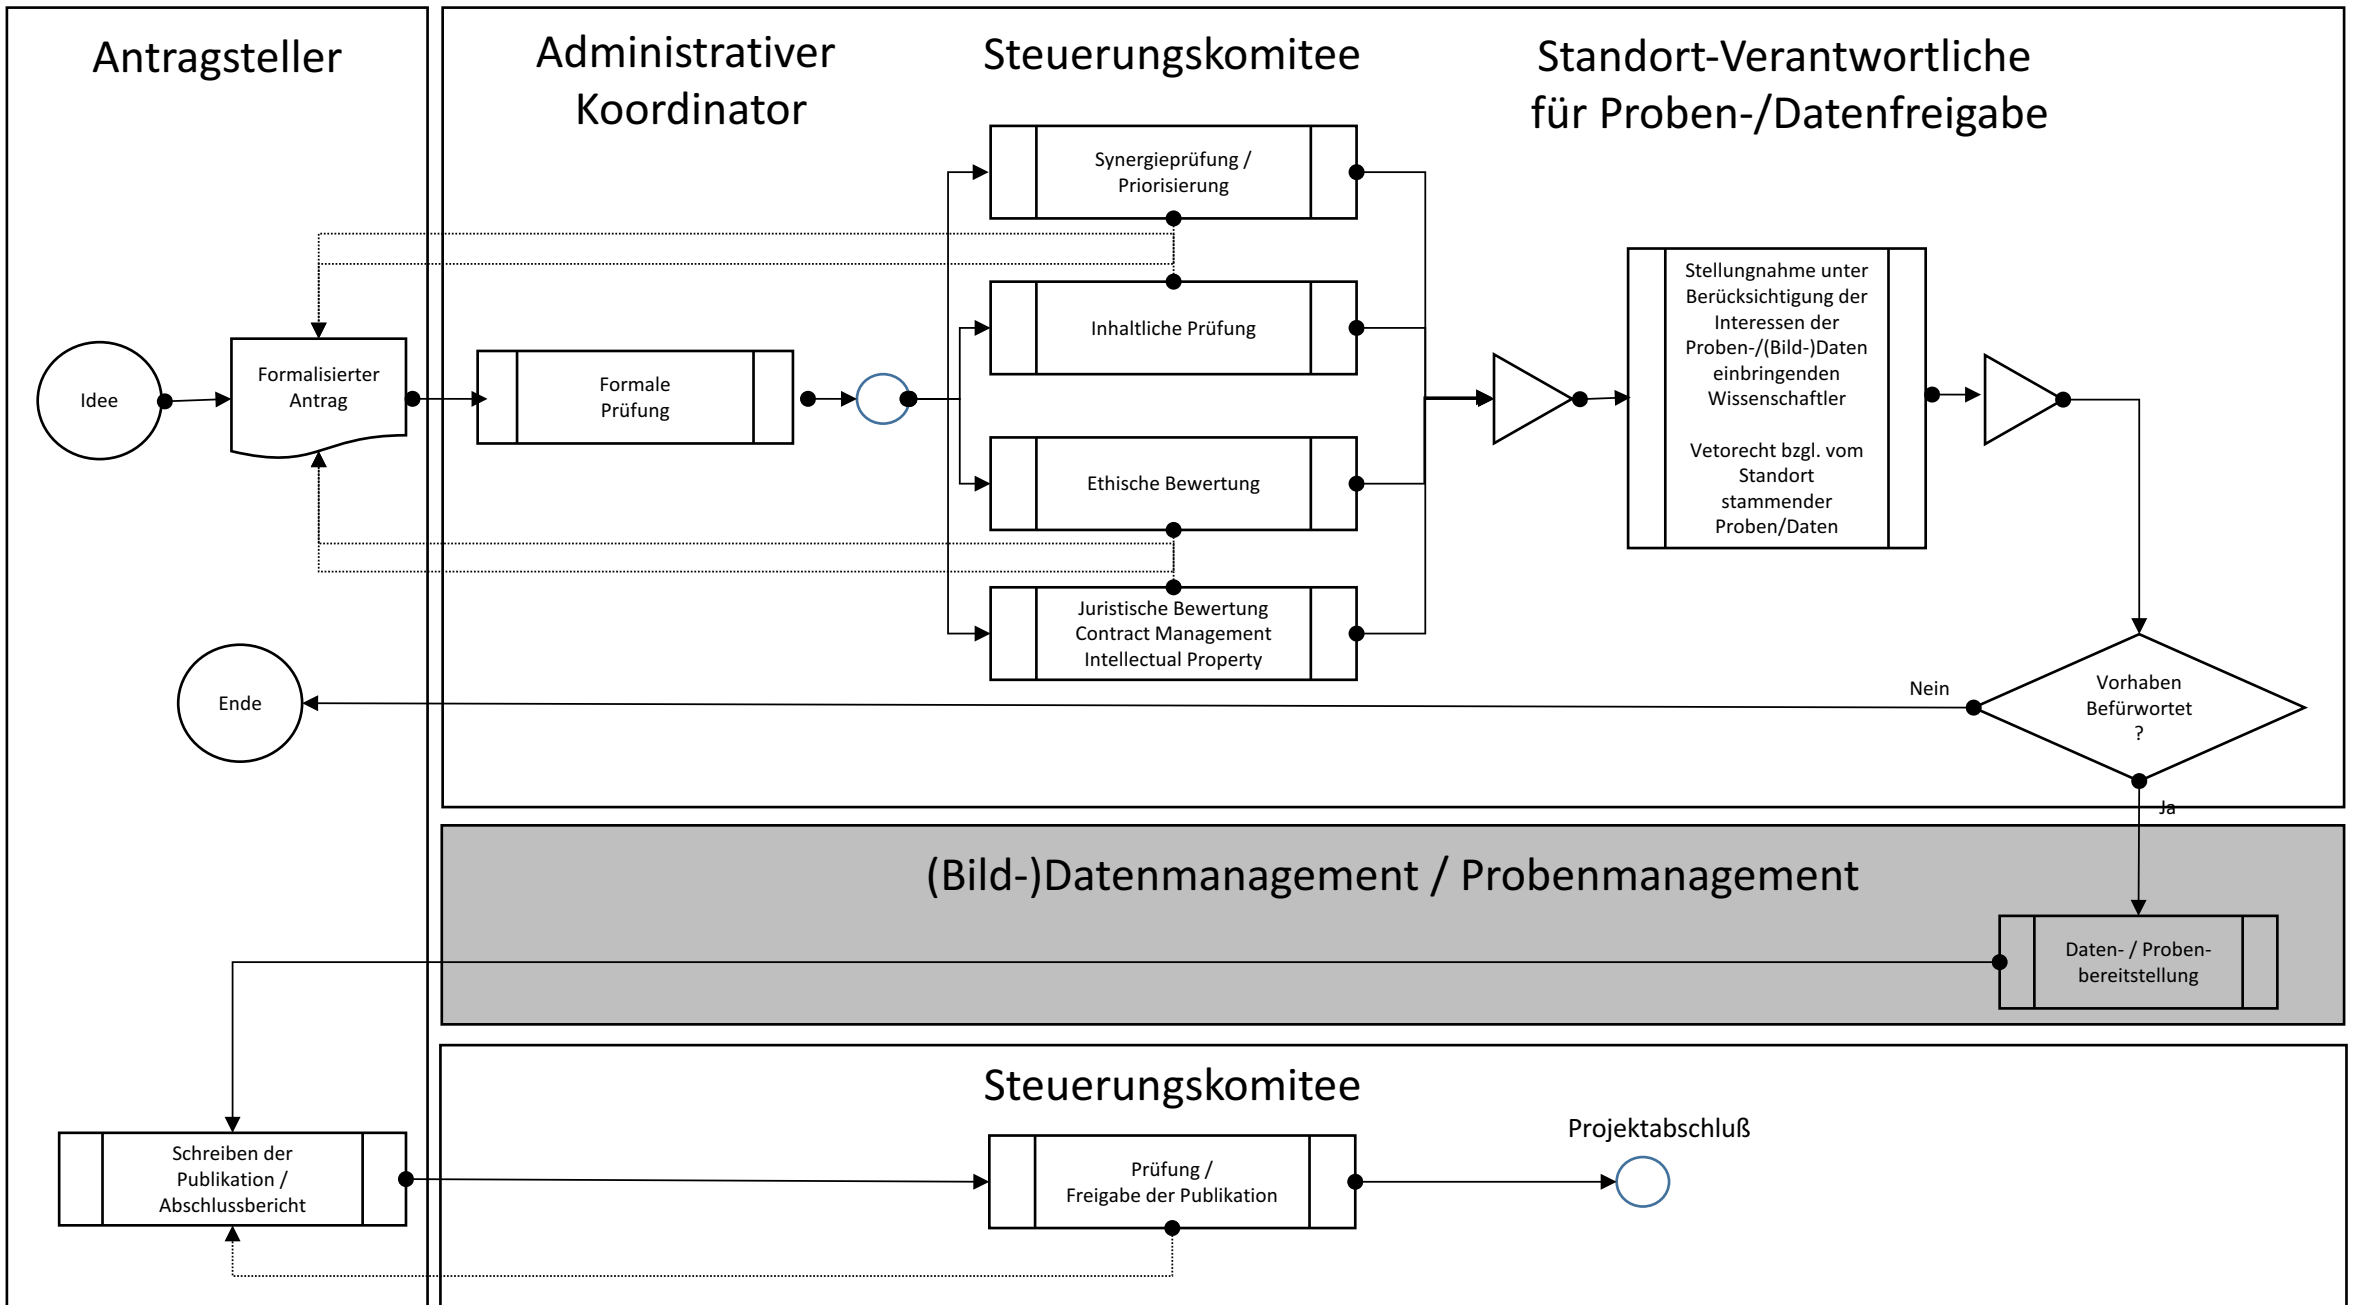 Antragsteller
Administrativer
Koordinator
Steuerungskomitee
Standort-Verantwortliche
für Proben-/Datenfreigabe
Synergieprüfung /
Priorisierung
Inhaltliche Prüfung
Ethische Bewertung
Juristische Bewertung
Contract Management
Intellectual Property
Idee
Formalisierter
Antrag
Formale
Prüfung
Stellungnahme unter
Berücksichtigung der
Interessen der
Proben-/(Bild-)Daten
einbringenden
Wissenschaftler
Vetorecht bzgl. vom
Standort
stammender
Proben/Daten
Ende
Nein
Vorhaben
Befürwortet
?
Ja
(Bild-)Datenmanagement / Probenmanagement
Daten- / Proben-
bereitstellung
Steuerungskomitee
Schreiben der
Publikation /
Abschlussbericht
Prüfung /
Freigabe der Publikation
Projektabschluß